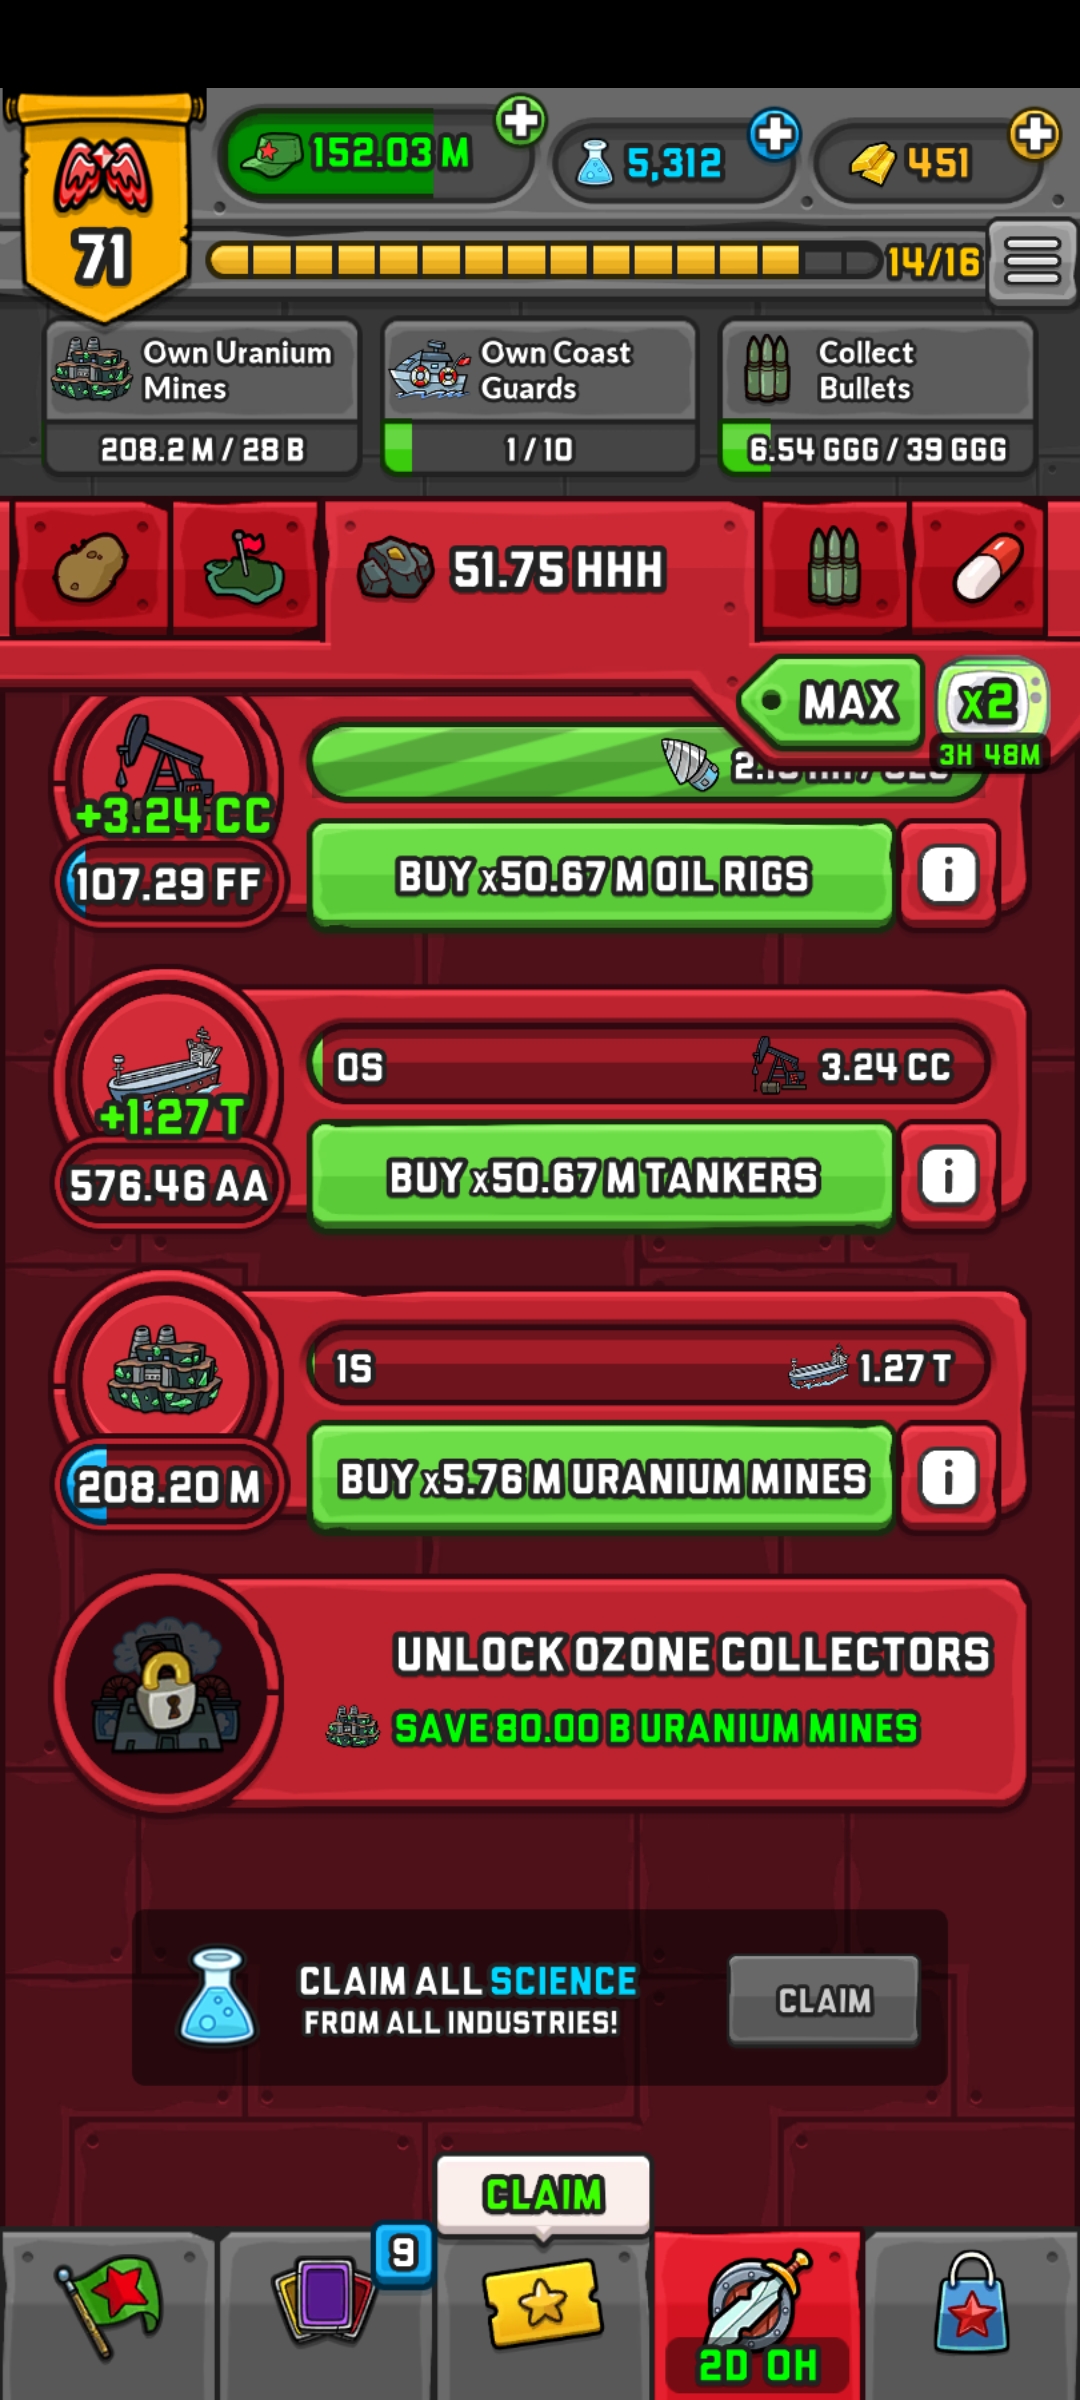 152.03 M
5,312
451
71
14/16
Own Uranium
Mines
208.2 M / 28 B
Own Coast
Guards
1 / 10
Collect
Bullets
6.54 GGG / 39 GGG
51.75 HHH
MAX
x2
3H 48M
+3.24 CC
107.29 FF
BUY x50.67 M OIL RIGS
i
0S
3.24 CC
+1.27 T
576.46 AA
BUY x50.67 M TANKERS
i
1S
1.27 T
208.20 M
BUY x5.76 M URANIUM MINES
i
UNLOCK OZONE COLLECTORS
SAVE 80.00 B URANIUM MINES
CLAIM ALL SCIENCE
FROM ALL INDUSTRIES!
CLAIM
CLAIM
9
2D 0H